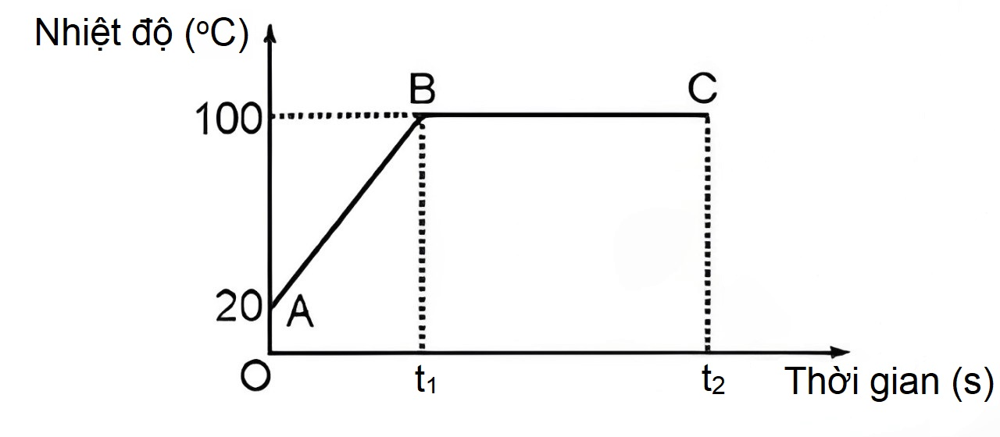 Nhiệt độ (ºC)
B
C
100
20
A
O
t₁
t₂
Thời gian (s)